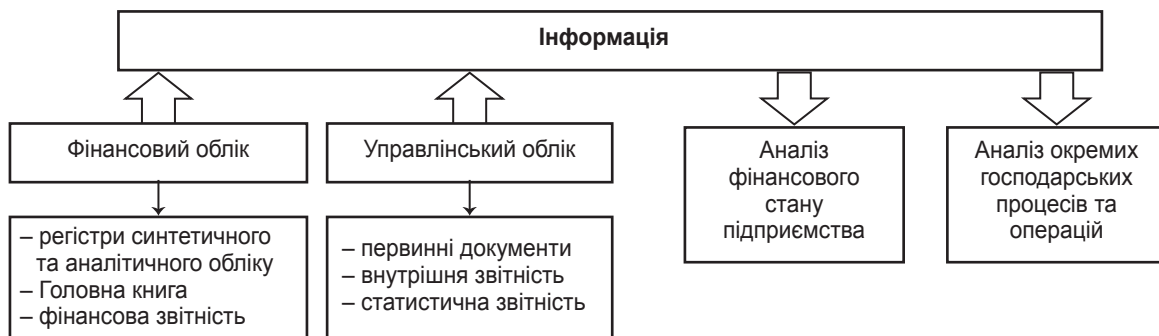 Інформація
Фінансовий облік
Управлінський облік
Аналіз
фінансового
стану
підприємства
Аналіз окремих
господарських
процесів та
операцій
– регістри синтетичного
та аналітичного обліку
– Головна книга
– фінансова звітність
– первинні документи
– внутрішня звітність
– статистична звітність